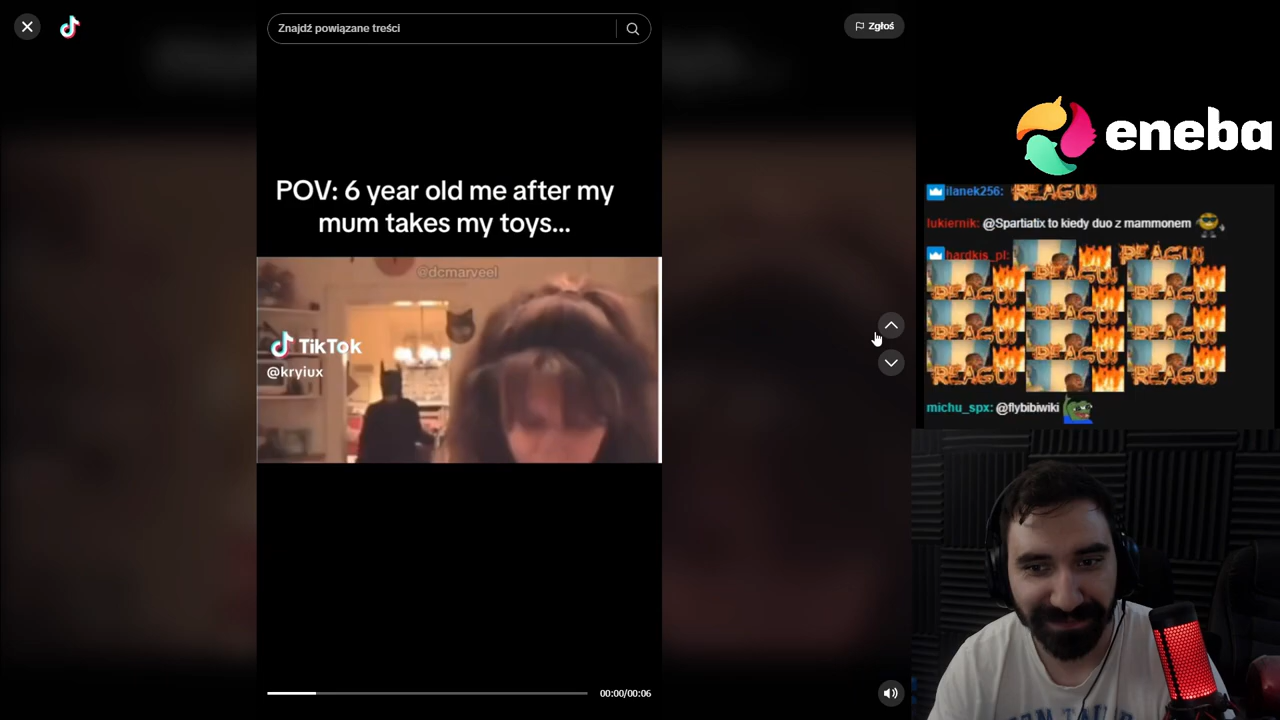 Znajdź powiązane treści
Zgłoś
POV: 6 year old me after my
mum takes my toys...
@dcmarveel
TikTok
@kryiux
00:00/00:06
eneba
ilanek256: REAGUJ
lukiernik: @Spartiatix to kiedy duo z mammonem
hardkis_pl:
michu_spx: @flybibiwiki